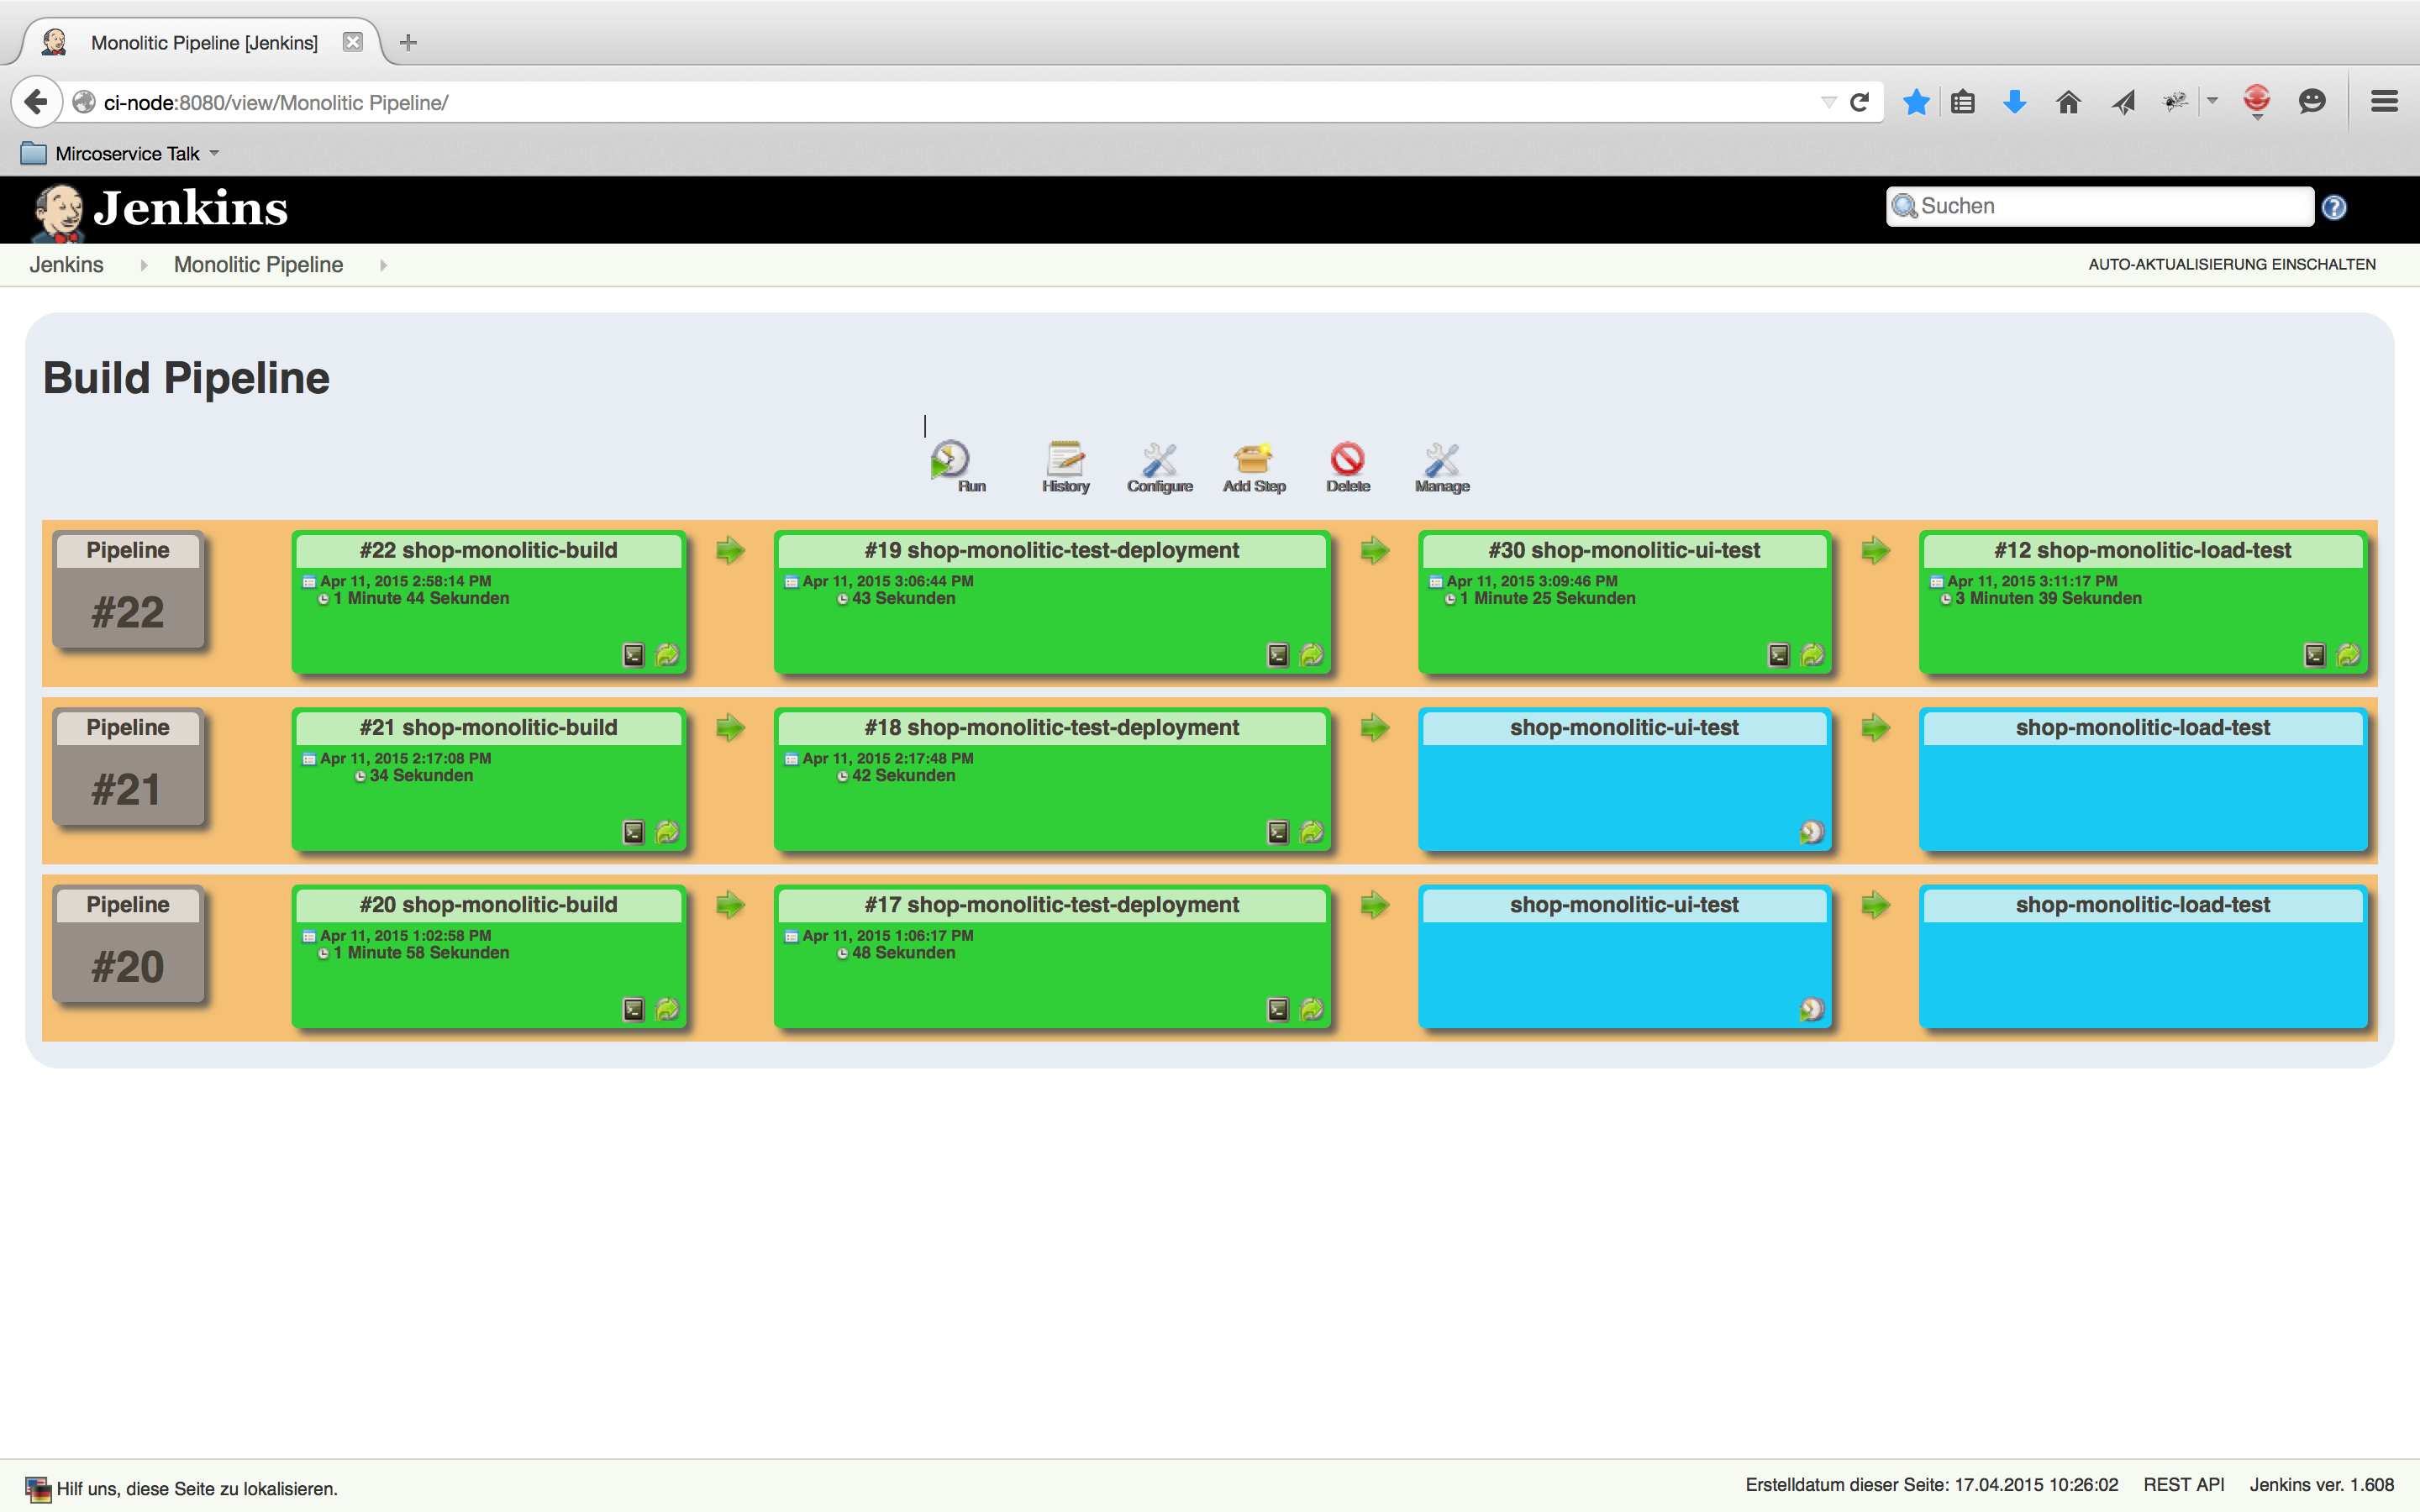 Monolitic Pipeline [Jenkins]
ci-node:8080/view/Monolitic Pipeline/
Mircoservice Talk
Jenkins
Suchen
Jenkins Monolitic Pipeline
AUTO-AKTUALISIERUNG EINSCHALTEN
Build Pipeline
Run History Configure Add Step Delete Manage
Pipeline
#22
#22 shop-monolitic-build
Apr 11, 2015 2:58:14 PM
1 Minute 44 Sekunden
#19 shop-monolitic-test-deployment
Apr 11, 2015 3:06:44 PM
43 Sekunden
#30 shop-monolitic-ui-test
Apr 11, 2015 3:09:46 PM
1 Minute 25 Sekunden
#12 shop-monolitic-load-test
Apr 11, 2015 3:11:17 PM
3 Minuten 39 Sekunden
Pipeline
#21
#21 shop-monolitic-build
Apr 11, 2015 2:17:08 PM
34 Sekunden
#18 shop-monolitic-test-deployment
Apr 11, 2015 2:17:48 PM
42 Sekunden
shop-monolitic-ui-test
shop-monolitic-load-test
Pipeline
#20
#20 shop-monolitic-build
Apr 11, 2015 1:02:58 PM
1 Minute 58 Sekunden
#17 shop-monolitic-test-deployment
Apr 11, 2015 1:06:17 PM
48 Sekunden
shop-monolitic-ui-test
shop-monolitic-load-test
Hilf uns, diese Seite zu lokalisieren.
Erstelldatum dieser Seite: 17.04.2015 10:26:02 REST API Jenkins ver. 1.608